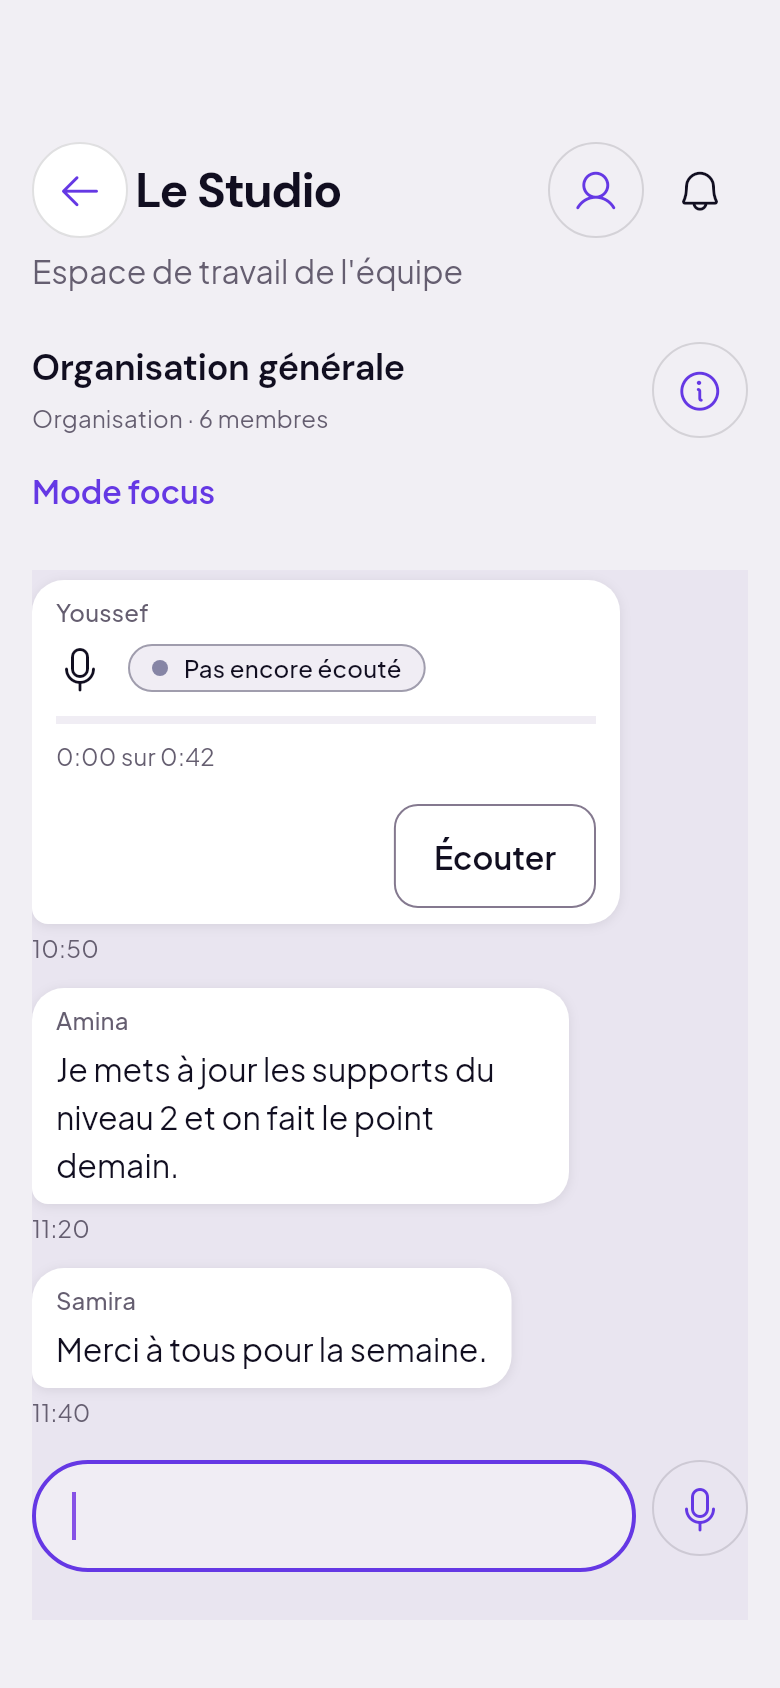 Le Studio
Espace de travail de l'équipe
Organisation générale
Organisation · 6 membres
Mode focus
Youssef
Pas encore écouté
0:00 sur 0:42
Écouter
10:50
Amina
Je mets à jour les supports du
niveau 2 et on fait le point
demain.
11:20
Samira
Merci à tous pour la semaine.
11:40